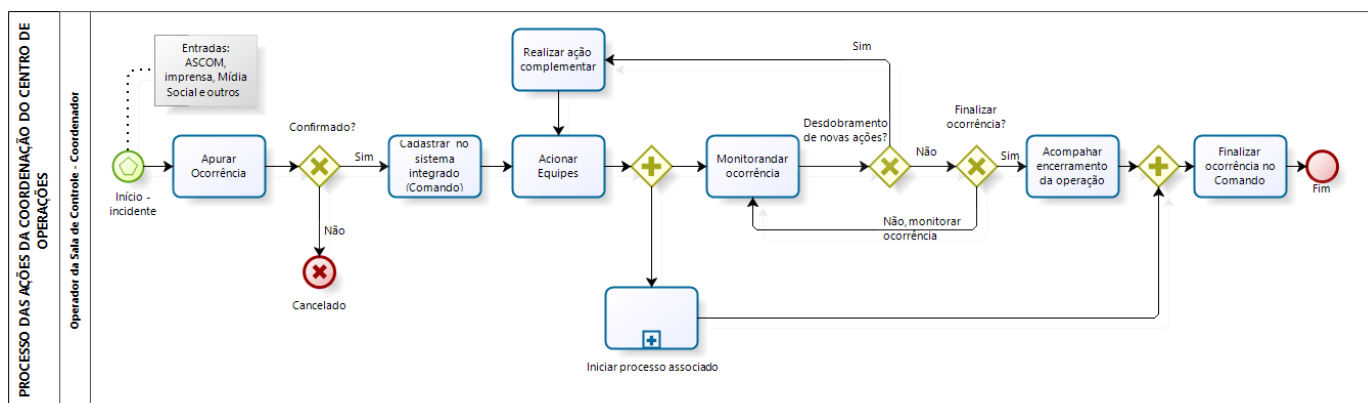 PROCESSO DAS AÇÕES DA COORDENAÇÃO DO CENTRO DE
OPERAÇÕES
Operador da Sala de Controle - Coordenador
Entradas:
ASCOM,
imprensa, Mídia
Social e outros
Início -
incidente
Apurar
Ocorrência
Confirmado?
Sim
Não
Cancelado
Cadastrar no
sistema
integrado
(Comando)
Realizar ação
complementar
Acionar
Equipes
Iniciar processo associado
Monitorandar
ocorrência
Sim
Desdobramento
de novas ações?
Não
Finalizar
ocorrência?
Sim
Não, monitorar
ocorrência
Acompahar
encerramento
da operação
Finalizar
ocorrência no
Comando
Fim